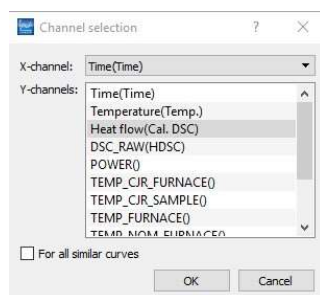 Channel selection
?
X-channel: Time(Time)
Y-channels:
Time(Time)
Temperature(Temp.)
Heat flow(Cal. DSC)
DSC_RAW(HDSC)
POWER()
TEMP_CJR_FURNACE()
TEMP_CJR_SAMPLE()
TEMP_FURNACE()
TEMP_NOM_FURNACE()
For all similar curves
OK Cancel